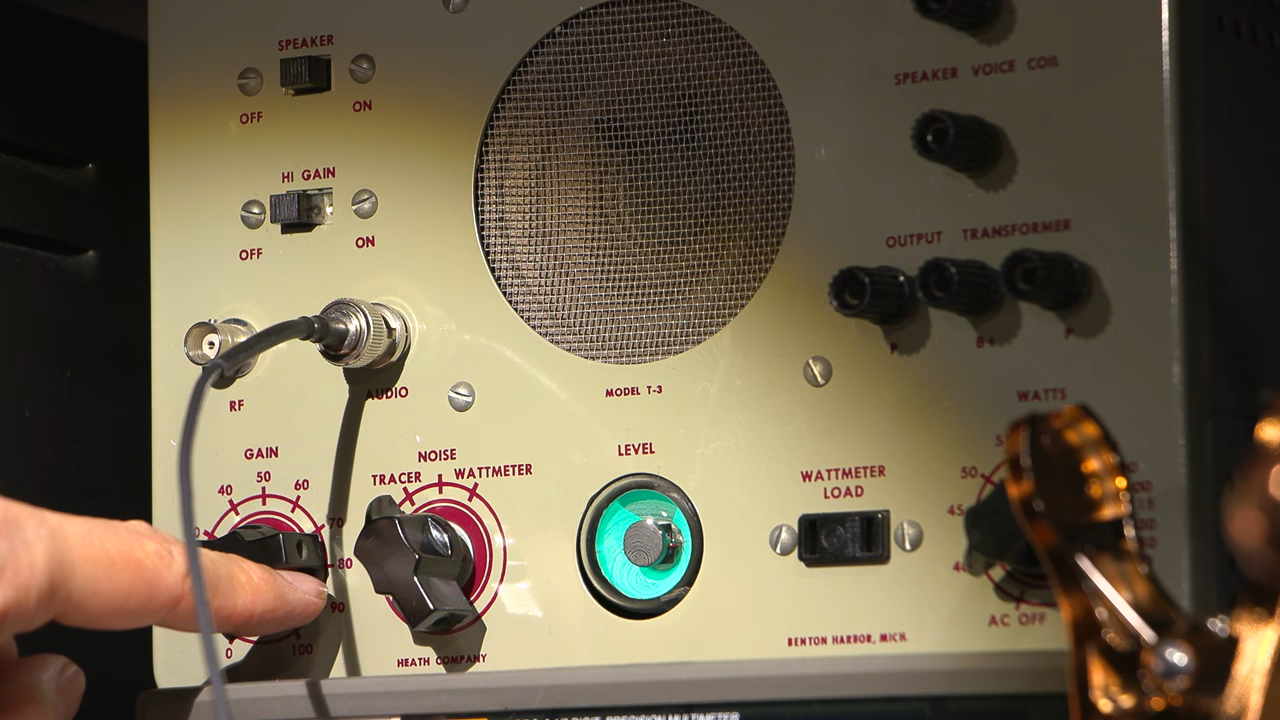 SPEAKER
OFF
ON
HI GAIN
OFF
ON
RF
AUDIO
MODEL T-3
SPEAKER VOICE COIL
OUTPUT TRANSFORMER
P
B+
P
GAIN
40
50
60
70
80
90
100
0
NOISE
TRACER
WATTMETER
HEATH COMPANY
LEVEL
WATTMETER
LOAD
BENTON HARBOR, MICH.
WATTS
50
45
AC OFF
PRECISION MULTIMETER